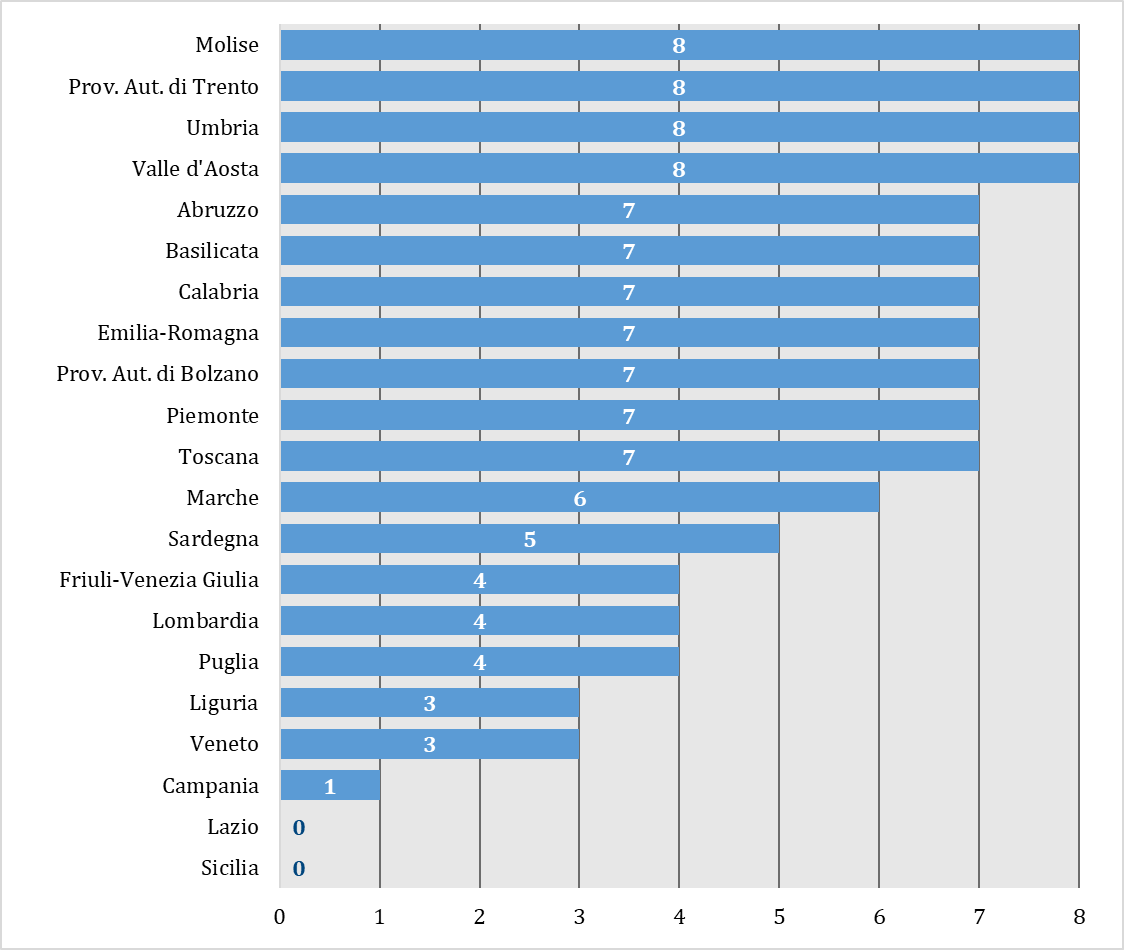 Molise 8
Prov. Aut. di Trento 8
Umbria 8
Valle d'Aosta 8
Abruzzo 7
Basilicata 7
Calabria 7
Emilia-Romagna 7
Prov. Aut. di Bolzano 7
Piemonte 7
Toscana 7
Marche 6
Sardegna 5
Friuli-Venezia Giulia 4
Lombardia 4
Puglia 4
Liguria 3
Veneto 3
Campania 1
Lazio 0
Sicilia 0
0 1 2 3 4 5 6 7 8